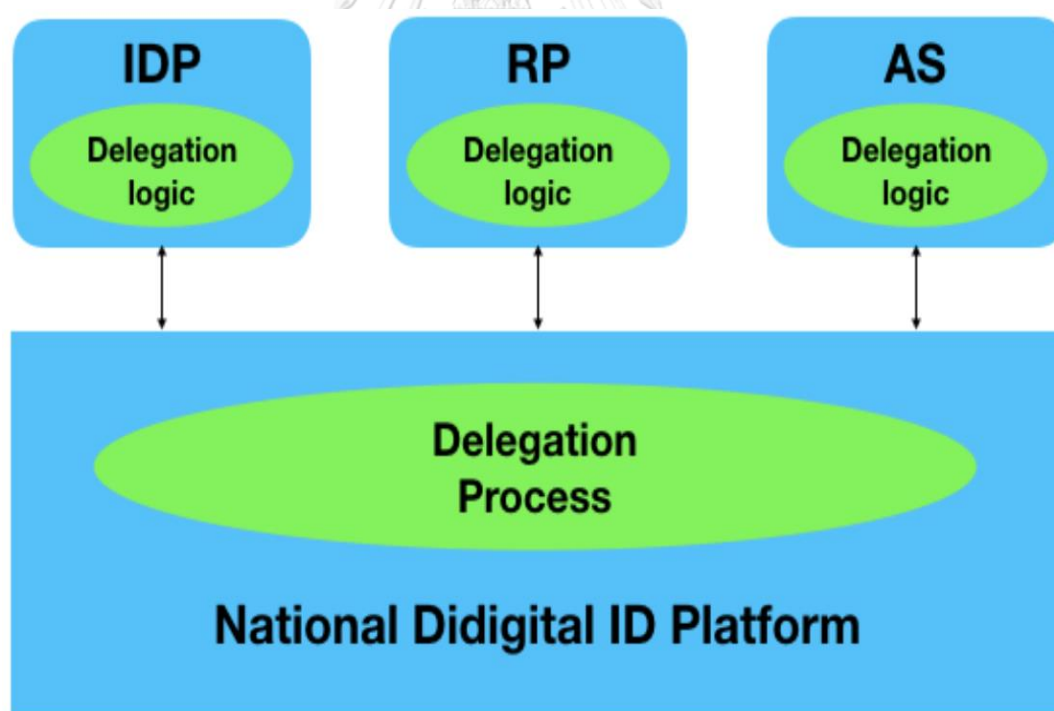 IDP
Delegation
logic
RP
Delegation
logic
AS
Delegation
logic
Delegation
Process
National Didigital ID Platform